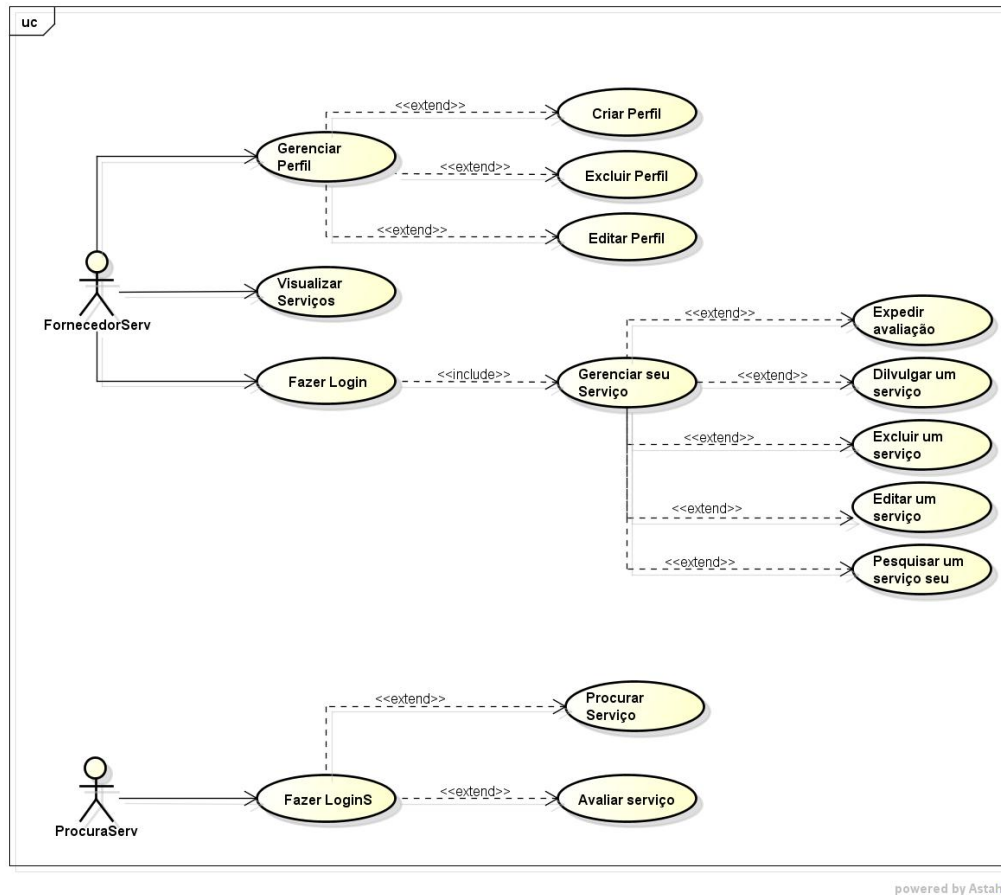 uc
<<extend>>
Criar Perfil
Gerenciar
Perfil
<<extend>>
Excluir Perfil
<<extend>>
Editar Perfil
Visualizar
Serviços
FornecedorServ
Fazer Login
<<include>>
Gerenciar seu
Serviço
<<extend>>
Expedir
avaliação
<<extend>>
Dilvulgar um
serviço
<<extend>>
Excluir um
serviço
<<extend>>
Editar um
serviço
<<extend>>
Pesquisar um
serviço seu
<<extend>>
Procurar
Serviço
ProcuraServ
Fazer LoginS
<<extend>>
Avaliar serviço
powered by Astah